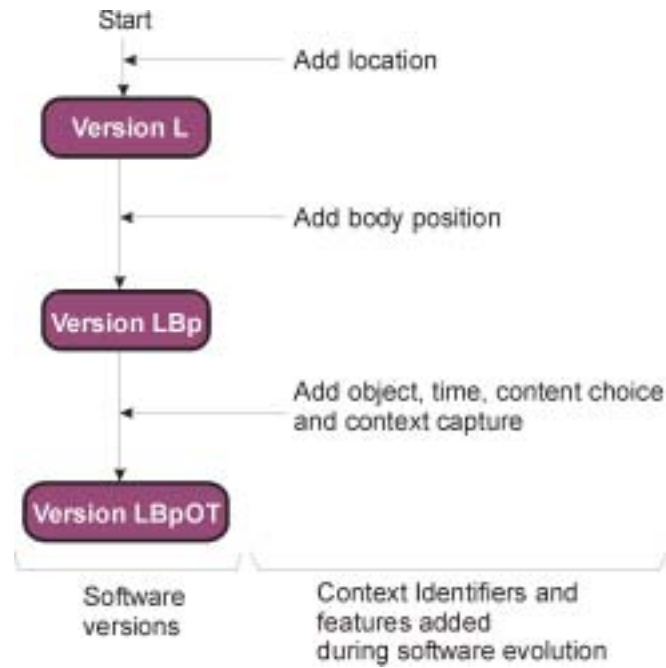 Start
Add location
Version L
Add body position
Version LBp
Add object, time, content choice
and context capture
Version LBpOT
Software
versions
Context Identifiers and
features added
during software evolution